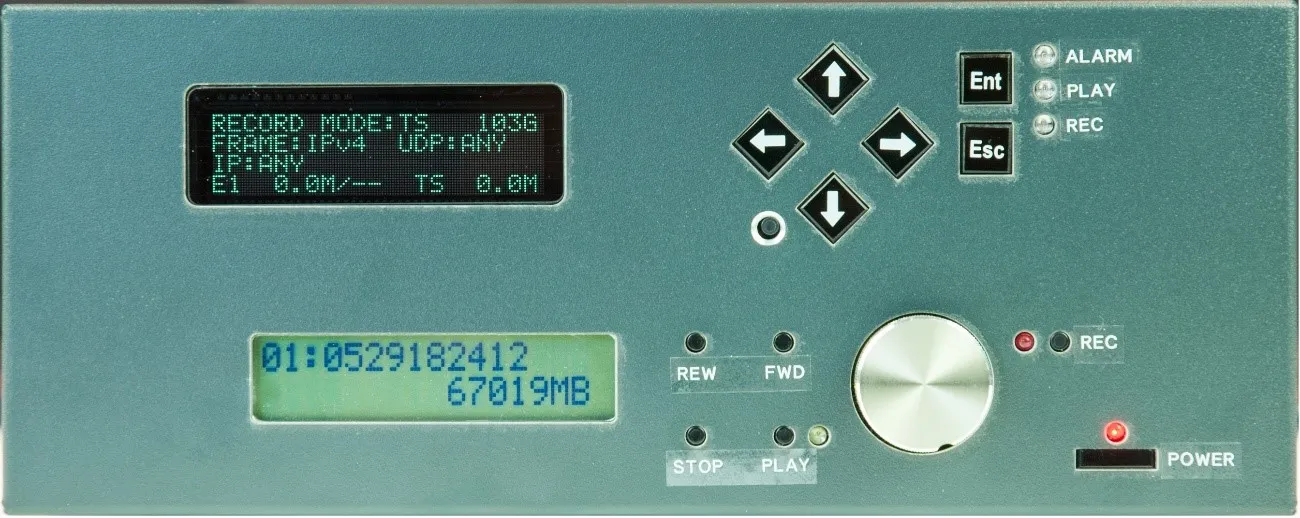 RECORD MODE:TS 103G
FRAME:IPv4 UDP:ANY
IP:ANY
E1 0.0M/-- TS 0.0M
Ent
Esc
ALARM
PLAY
REC
01:0529182412
67019MB
REW FWD
STOP PLAY
REC
POWER